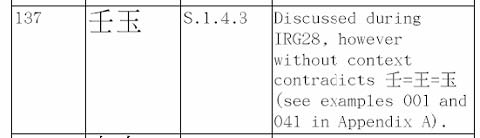 137 壬玉 S.1.4.3 Discussed during
IRG28, however
without context
contradicts 壬=王=玉
(see examples 001 and
041 in Appendix A).